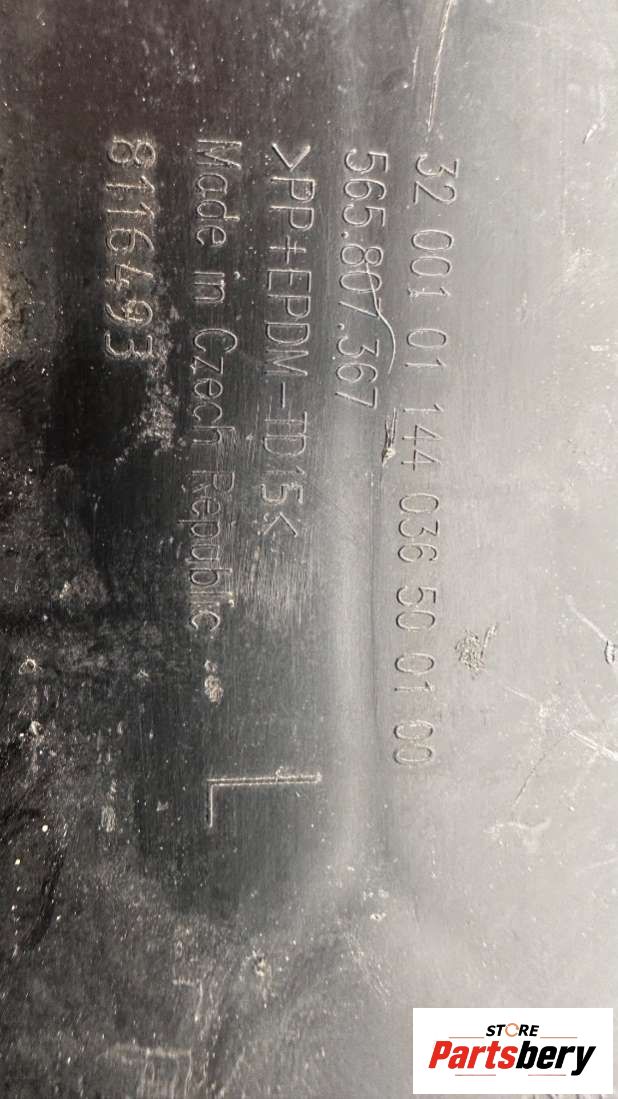 32 001 01 144 036 50 01 00
565.807.367
>PP+EPDM-TD15<
Made in Czech Republic
8116493
L
STORE
Partsbery